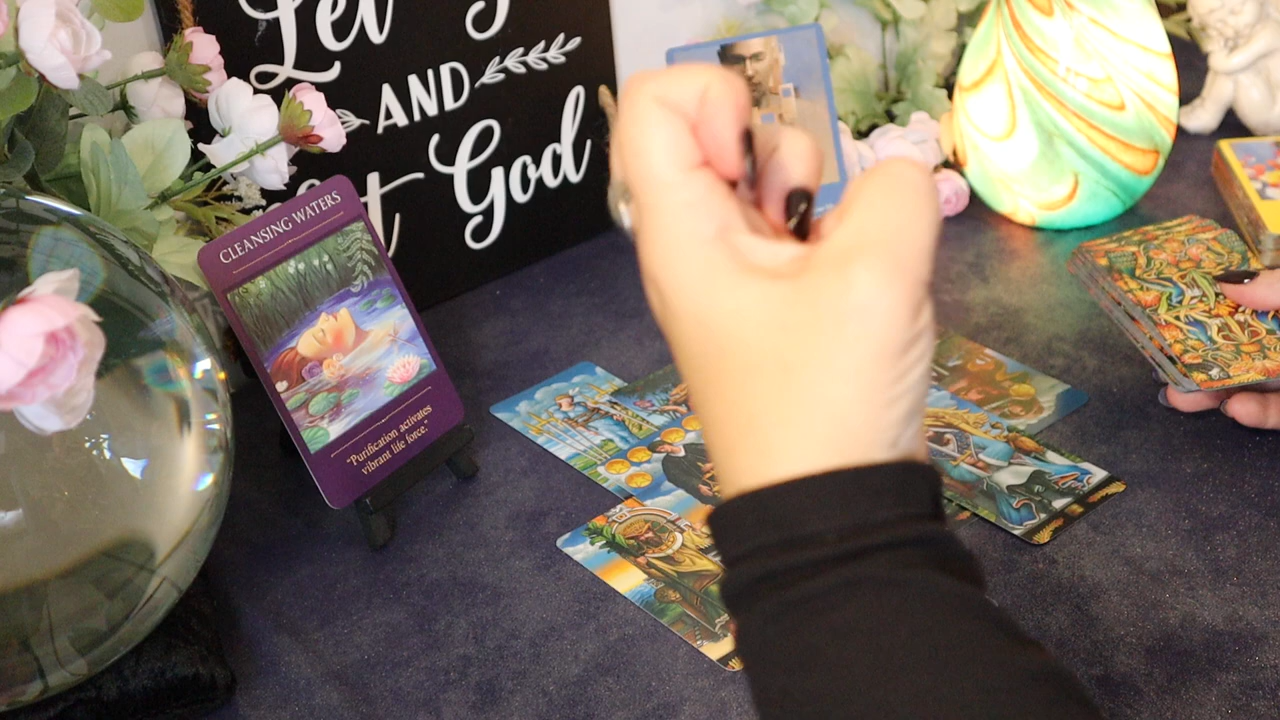 Let
AND
God
CLEANSING WATERS
"Purification activates
vibrant life force."